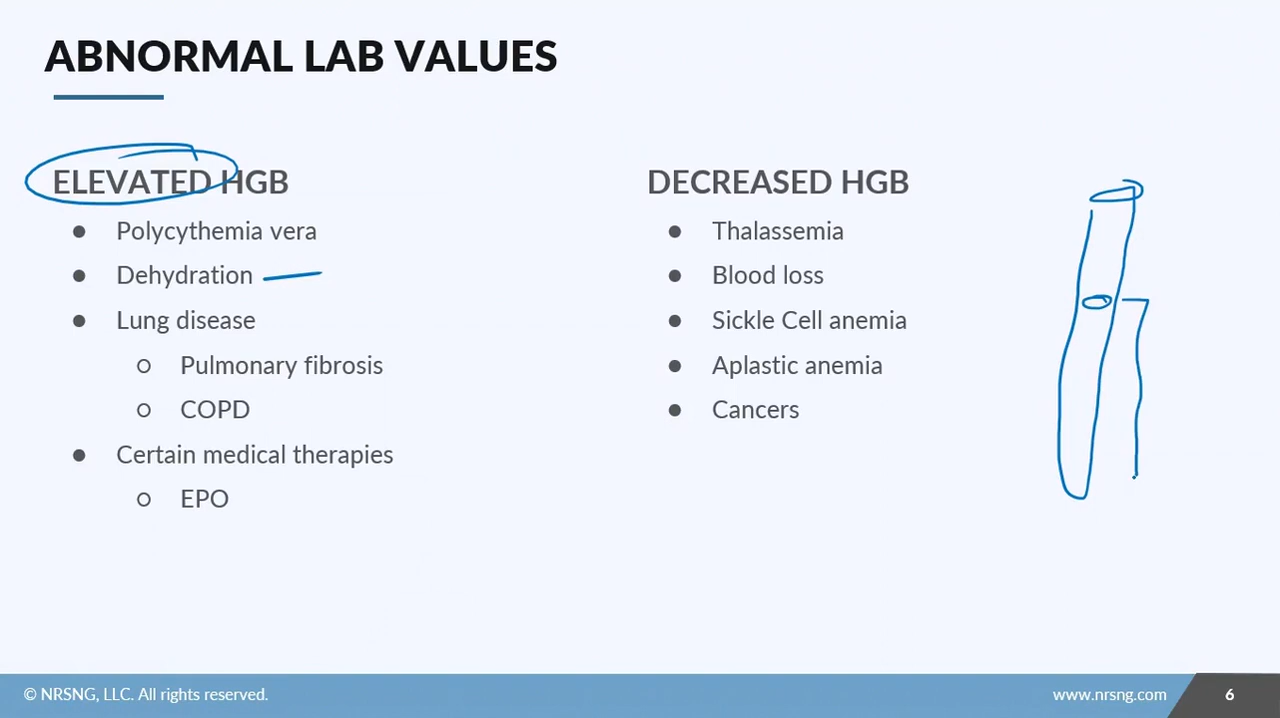 ABNORMAL LAB VALUES
ELEVATED HGB
● Polycythemia vera
● Dehydration
● Lung disease
○ Pulmonary fibrosis
○ COPD
● Certain medical therapies
○ EPO
DECREASED HGB
● Thalassemia
● Blood loss
● Sickle Cell anemia
● Aplastic anemia
● Cancers
© NRSNG, LLC. All rights reserved.
www.nrsng.com
6